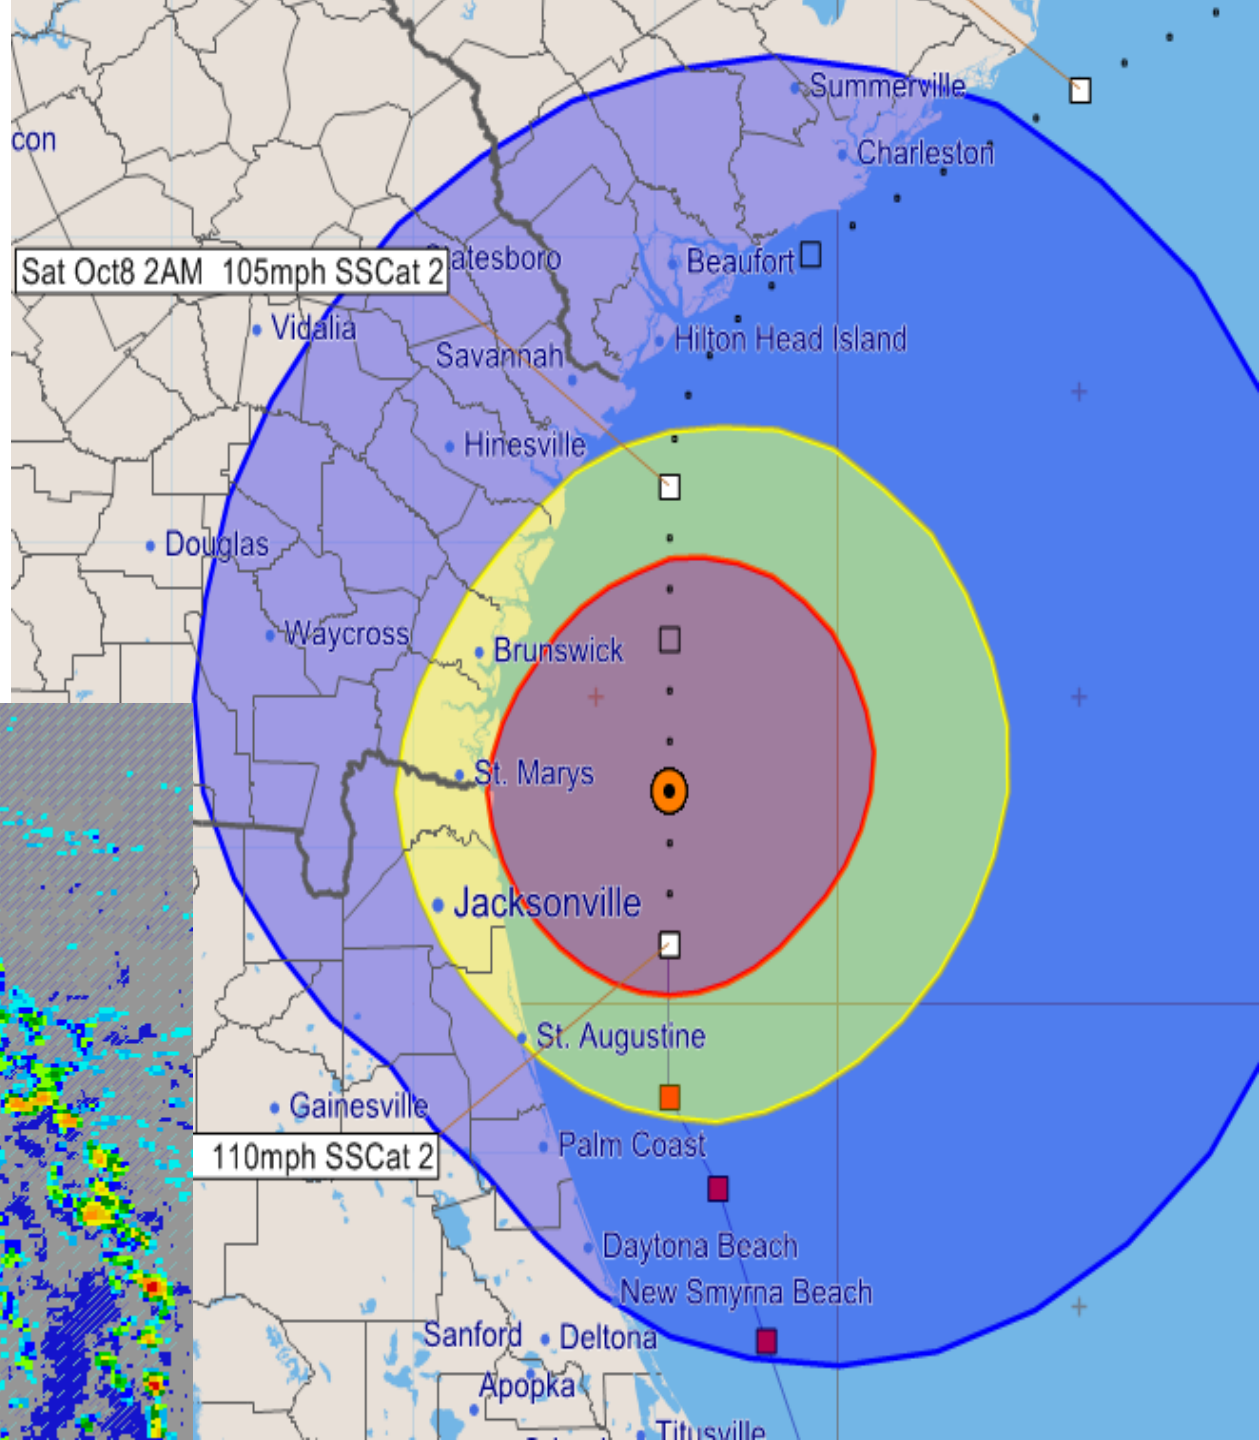 Summerville
con
Charleston
Statesboro
Beaufort
Sat Oct8 2AM 105mph SSCat 2
Vidalia
Hilton Head Island
Savannah
Hinesville
Douglas
Waycross
Brunswick
St. Marys
Jacksonville
St. Augustine
Gainesville
Palm Coast
110mph SSCat 2
Daytona Beach
New Smyrna Beach
Sanford
Deltona
Apopka
Titusville